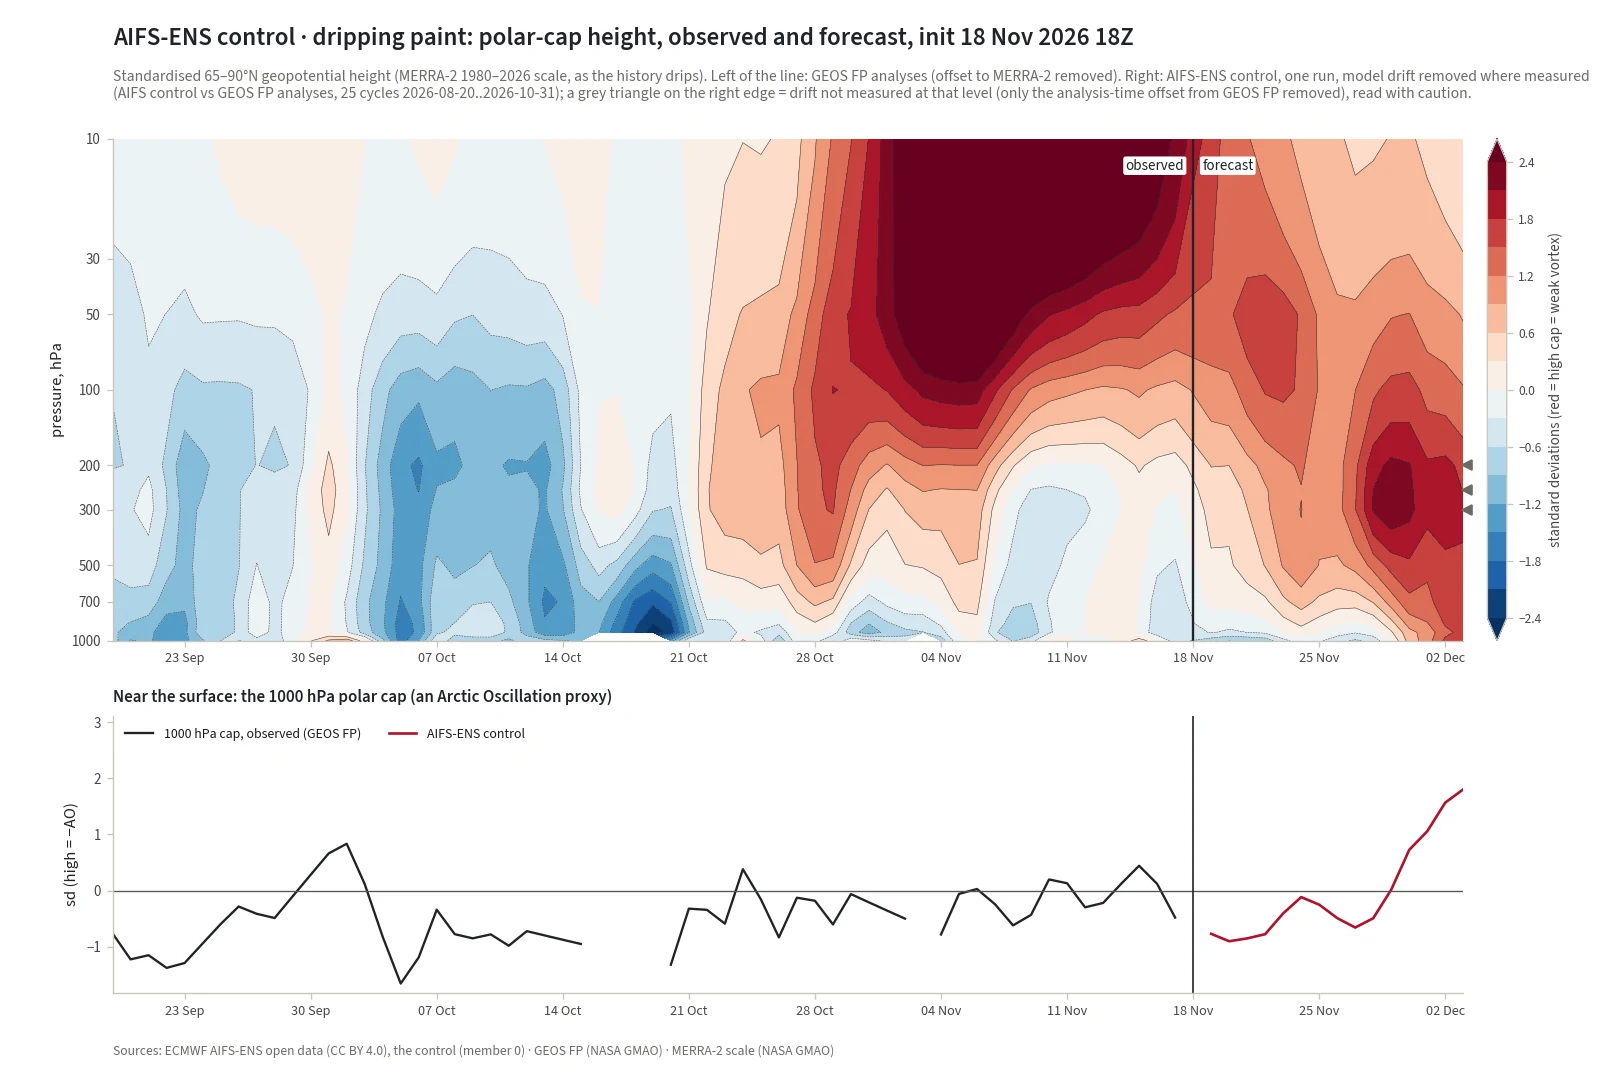 AIFS-ENS control · dripping paint: polar-cap height, observed and forecast, init 18 Nov 2026 18Z
Standardised 65–90°N geopotential height (MERRA-2 1980–2026 scale, as the history drips). Left of the line: GEOS FP analyses (offset to MERRA-2 removed). Right: AIFS-ENS control, one run, model drift removed where measured
(AIFS control vs GEOS FP analyses, 25 cycles 2026-08-20..2026-10-31); a grey triangle on the right edge = drift not measured at that level (only the analysis-time offset from GEOS FP removed), read with caution.
pressure, hPa
10
30
50
100
200
300
500
700
1000
observed
forecast
23 Sep
30 Sep
07 Oct
14 Oct
21 Oct
28 Oct
04 Nov
11 Nov
18 Nov
25 Nov
02 Dec
2.4
1.8
1.2
0.6
0.0
−0.6
−1.2
−1.8
−2.4
standard deviations (red = high cap = weak vortex)
Near the surface: the 1000 hPa polar cap (an Arctic Oscillation proxy)
1000 hPa cap, observed (GEOS FP)
AIFS-ENS control
sd (high = −AO)
3
2
1
0
−1
23 Sep
30 Sep
07 Oct
14 Oct
21 Oct
28 Oct
04 Nov
11 Nov
18 Nov
25 Nov
02 Dec
Sources: ECMWF AIFS-ENS open data (CC BY 4.0), the control (member 0) · GEOS FP (NASA GMAO) · MERRA-2 scale (NASA GMAO)